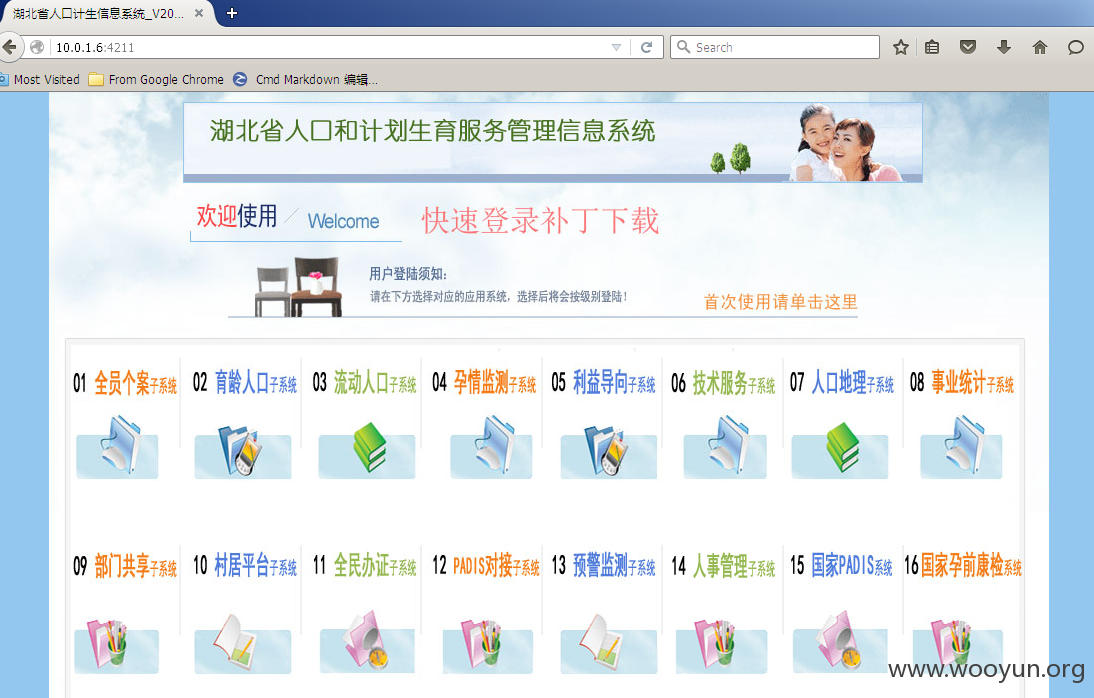 湖北省人口计生信息系统_V20...
10.0.1.6:4211
Search
Most Visited From Google Chrome Cmd Markdown 编辑...
湖北省人口和计划生育服务管理信息系统
欢迎使用 / Welcome 快速登录补丁下载
用户登陆须知:
请在下方选择对应的应用系统，选择后将会按级别登陆！
首次使用请单击这里
01 全员个案子系统 02 育龄人口子系统 03 流动人口子系统 04 孕情监测子系统 05 利益导向子系统 06 技术服务子系统 07 人口地理子系统 08 事业统计子系统
09 部门共享子系统 10 村居平台子系统 11 全民办证子系统 12 PADIS对接子系统 13 预警监测子系统 14 人事管理子系统 15 国家PADIS系统 16 国家孕前康检系统
www.wooyun.org